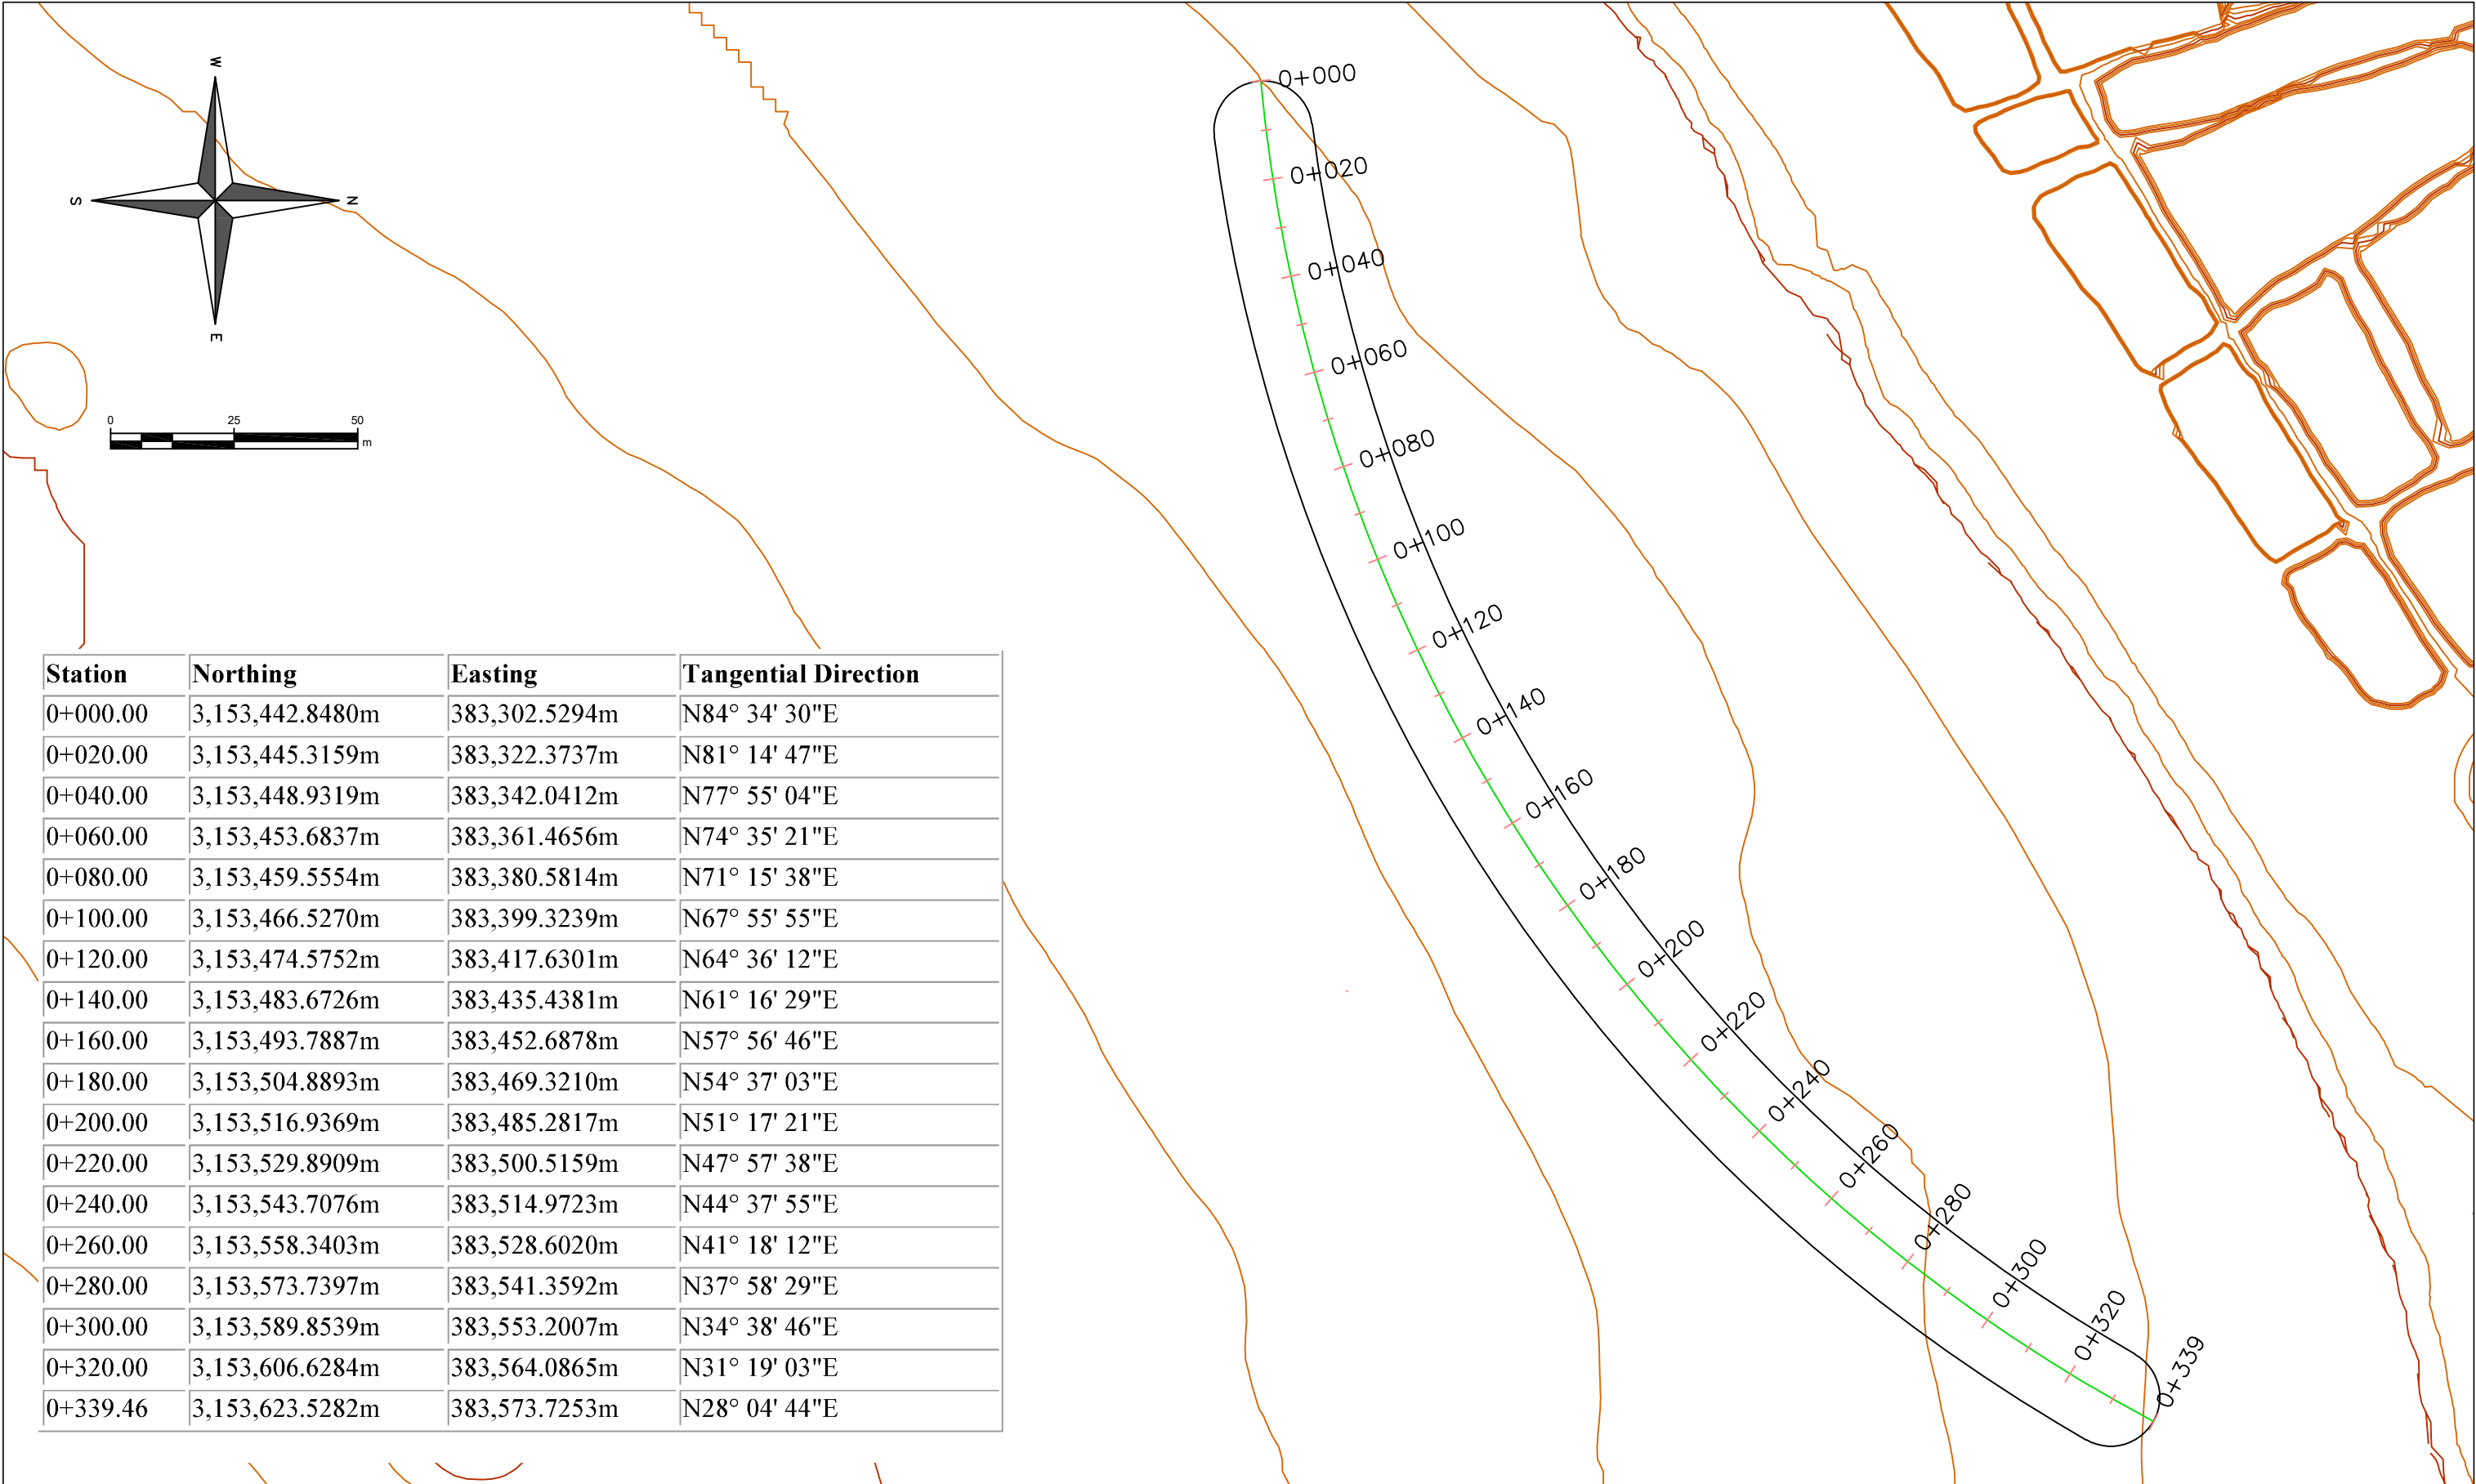 W
S
N
E
0 25 50
m
0+000
0+020
0+040
0+060
0+080
0+100
0+120
0+140
0+160
0+180
0+200
0+220
0+240
0+260
0+280
0+300
0+320
0+339
Station Northing Easting Tangential Direction
0+000.00 3,153,442.8480m 383,302.5294m N84° 34' 30"E
0+020.00 3,153,445.3159m 383,322.3737m N81° 14' 47"E
0+040.00 3,153,448.9319m 383,342.0412m N77° 55' 04"E
0+060.00 3,153,453.6837m 383,361.4656m N74° 35' 21"E
0+080.00 3,153,459.5554m 383,380.5814m N71° 15' 38"E
0+100.00 3,153,466.5270m 383,399.3239m N67° 55' 55"E
0+120.00 3,153,474.5752m 383,417.6301m N64° 36' 12"E
0+140.00 3,153,483.6726m 383,435.4381m N61° 16' 29"E
0+160.00 3,153,493.7887m 383,452.6878m N57° 56' 46"E
0+180.00 3,153,504.8893m 383,469.3210m N54° 37' 03"E
0+200.00 3,153,516.9369m 383,485.2817m N51° 17' 21"E
0+220.00 3,153,529.8909m 383,500.5159m N47° 57' 38"E
0+240.00 3,153,543.7076m 383,514.9723m N44° 37' 55"E
0+260.00 3,153,558.3403m 383,528.6020m N41° 18' 12"E
0+280.00 3,153,573.7397m 383,541.3592m N37° 58' 29"E
0+300.00 3,153,589.8539m 383,553.2007m N34° 38' 46"E
0+320.00 3,153,606.6284m 383,564.0865m N31° 19' 03"E
0+339.46 3,153,623.5282m 383,573.7253m N28° 04' 44"E